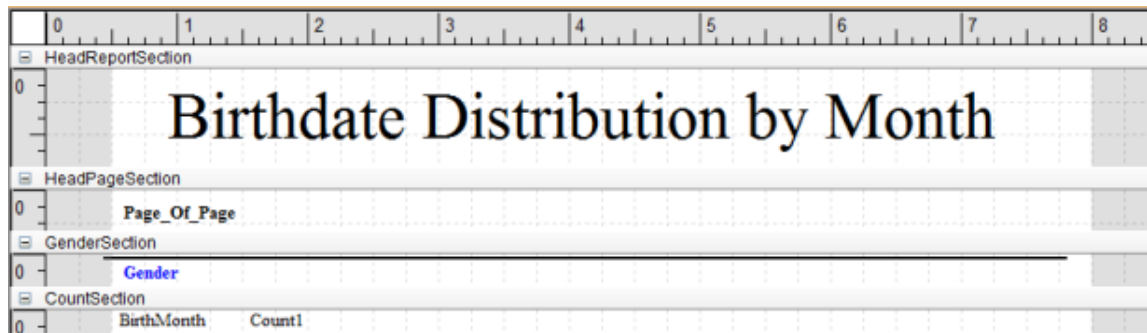 0 1 2 3 4 5 6 7 8
HeadReportSection
0
Birthdate Distribution by Month
HeadPageSection
0
Page_Of_Page
GenderSection
0
Gender
CountSection
0
BirthMonth Count1